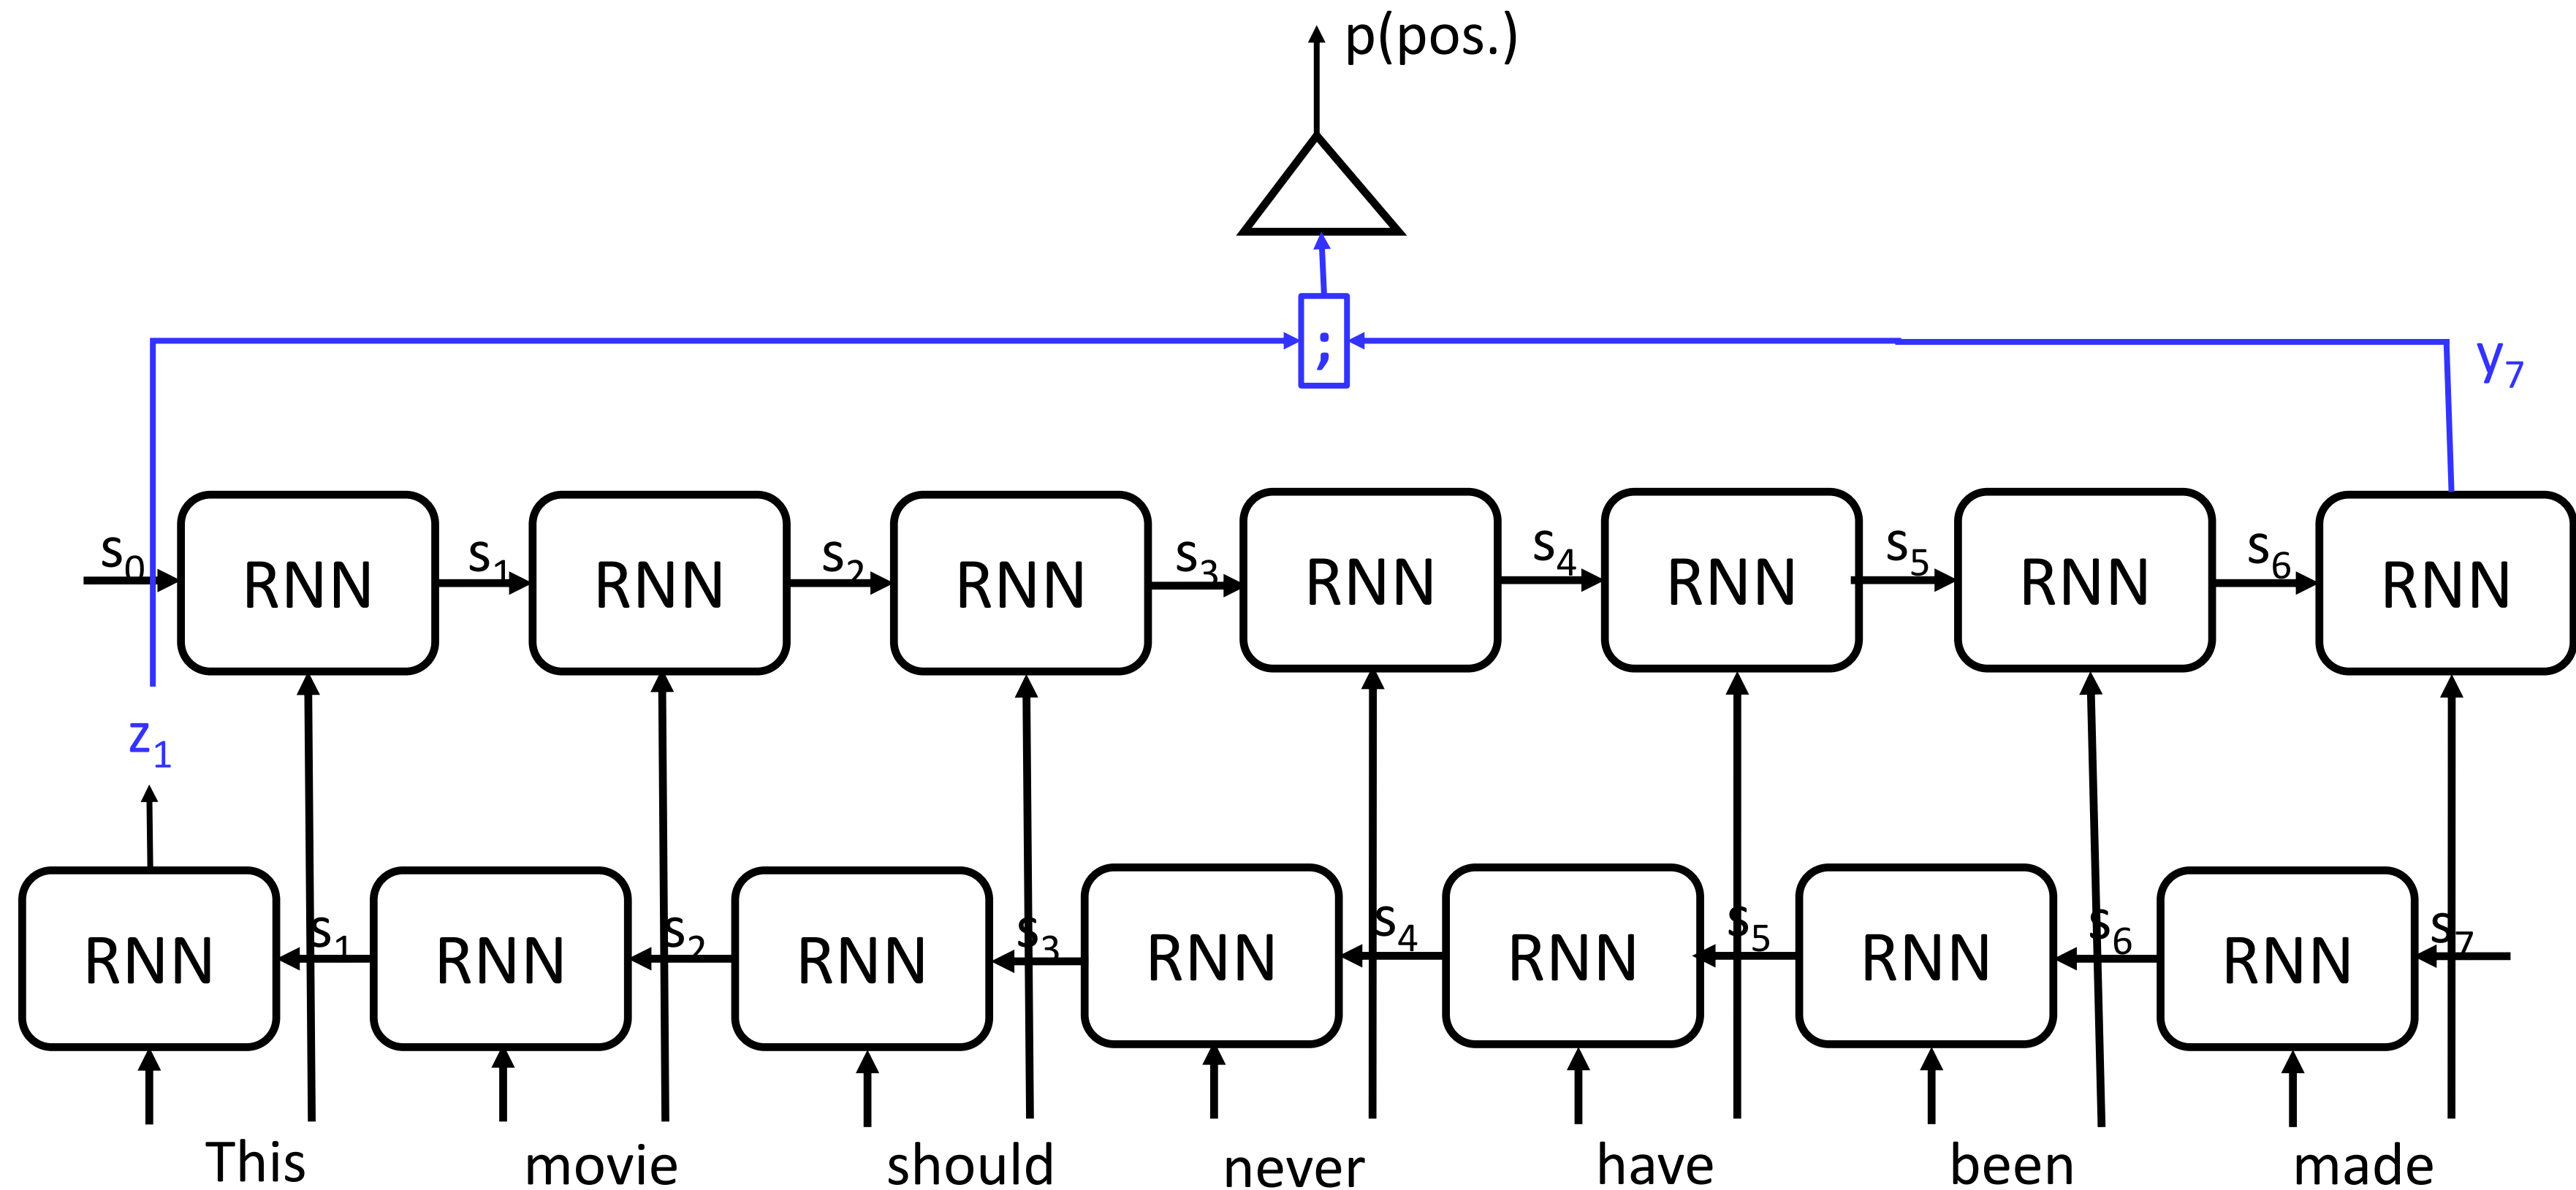 p(pos.)
;
y₇
s₀ RNN s₁ RNN s₂ RNN s₃ RNN s₄ RNN s₅ RNN s₆ RNN
z₁
RNN s₁ RNN s₂ RNN s₃ RNN s₄ RNN s₅ RNN s₆ RNN s₇
This movie should never have been made